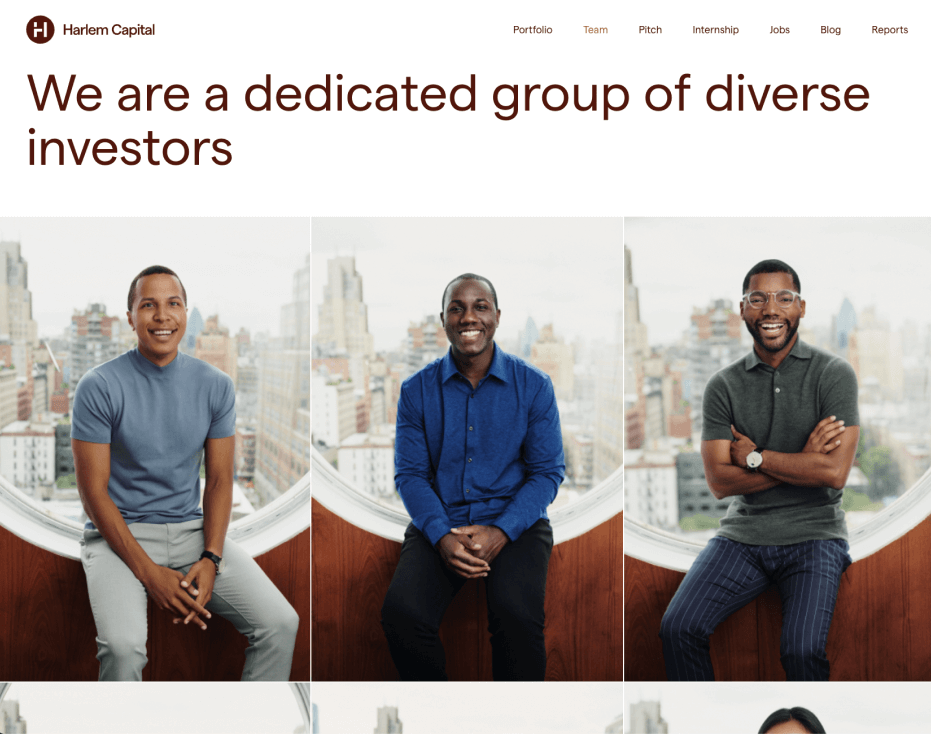 Harlem Capital
Portfolio Team Pitch Internship Jobs Blog Reports
We are a dedicated group of diverse
investors